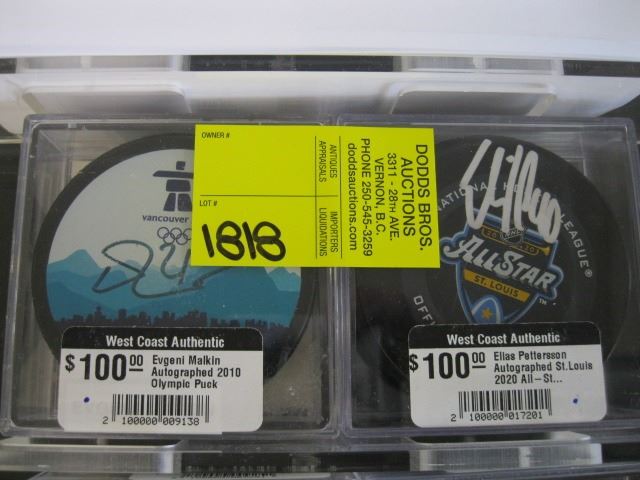 OWNER #
LOT #
1818
ANTIQUES
APPRAISALS
IMPORTERS
LIQUIDATIONS
DODDS BROS.
AUCTIONS
3311 - 28TH AVE.
VERNON, B.C.
PHONE 250-545-3259
doddsauctions.com
vancouver
West Coast Authentic
$100.00
Evgeni Malkin
Autographed 2010
Olympic Puck
2 100000 009138
LEAGUE
2020
ALL STAR
ST. LOUIS
West Coast Authentic
$100.00
Elias Pettersson
Autographed St.Louis
2020 All-St...
2 100000 017201